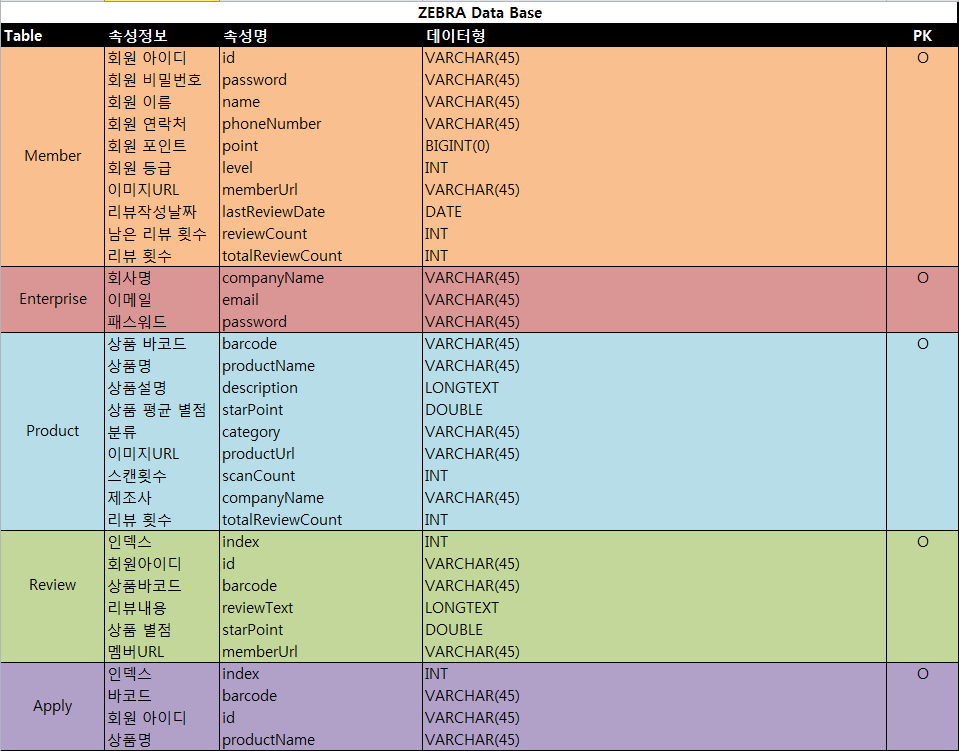 ZEBRA Data Base
Table 속성정보 속성명 데이터형 PK
회원 아이디 id VARCHAR(45) O
회원 비밀번호 password VARCHAR(45)
회원 이름 name VARCHAR(45)
회원 연락처 phoneNumber VARCHAR(45)
회원 포인트 point BIGINT(0)
Member
회원 등급 level INT
이미지URL memberUrl VARCHAR(45)
리뷰작성날짜 lastReviewDate DATE
남은 리뷰 횟수 reviewCount INT
리뷰 횟수 totalReviewCount INT
회사명 companyName VARCHAR(45) O
Enterprise 이메일 email VARCHAR(45)
패스워드 password VARCHAR(45)
상품 바코드 barcode VARCHAR(45) O
상품명 productName VARCHAR(45)
상품설명 description LONGTEXT
상품 평균 별점 starPoint DOUBLE
Product 분류 category VARCHAR(45)
이미지URL productUrl VARCHAR(45)
스캔횟수 scanCount INT
제조사 companyName VARCHAR(45)
리뷰 횟수 totalReviewCount INT
인덱스 index INT O
회원아이디 id VARCHAR(45)
Review 상품바코드 barcode VARCHAR(45)
리뷰내용 reviewText LONGTEXT
상품 별점 starPoint DOUBLE
멤버URL memberUrl VARCHAR(45)
인덱스 index INT O
바코드 barcode VARCHAR(45)
Apply
회원 아이디 id VARCHAR(45)
상품명 productName VARCHAR(45)